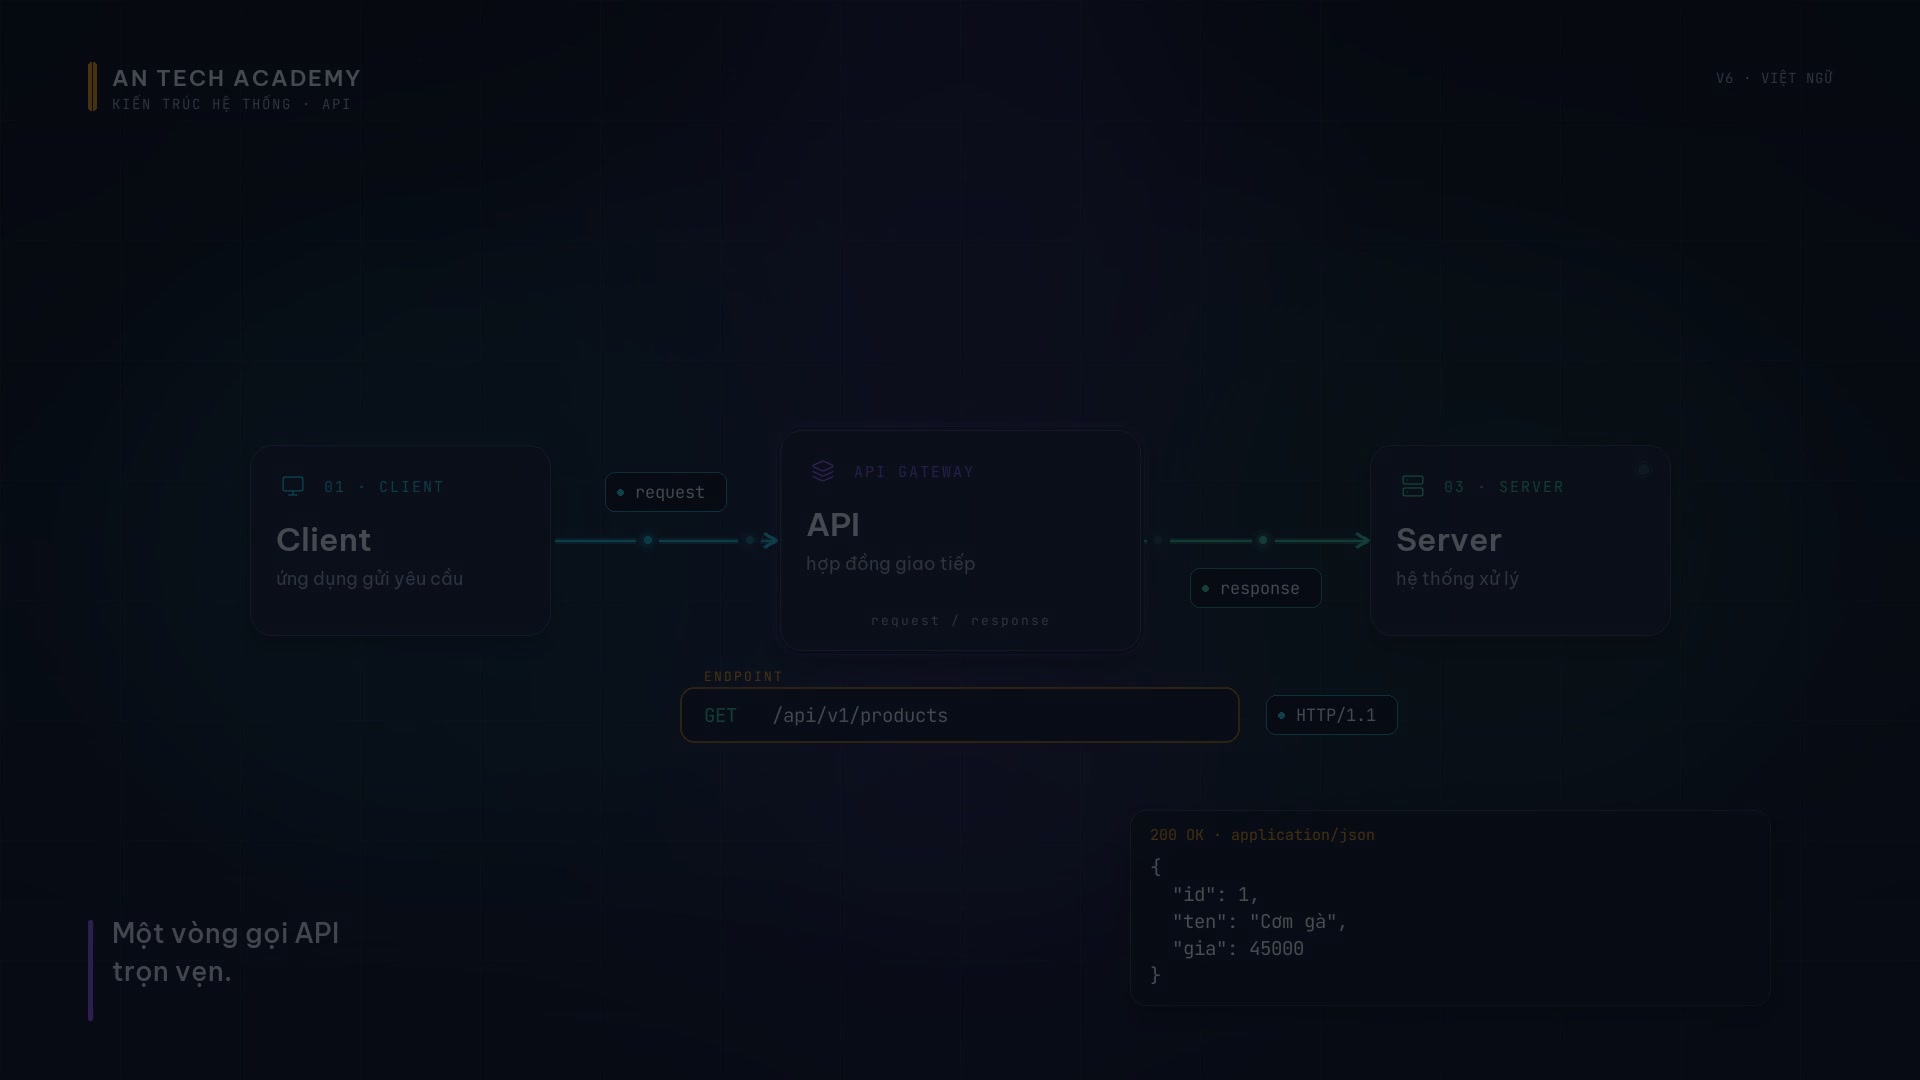 AN TECH ACADEMY
KIẾN TRÚC HỆ THỐNG · API
V6 · VIỆT NGỮ
01 · CLIENT
Client
ứng dụng gửi yêu cầu
request
API GATEWAY
API
hợp đồng giao tiếp
request / response
response
03 · SERVER
Server
hệ thống xử lý
ENDPOINT
GET /api/v1/products
HTTP/1.1
200 OK · application/json
{
"id": 1,
"ten": "Cơm gà",
"gia": 45000
}
Một vòng gọi API
trọn vẹn.